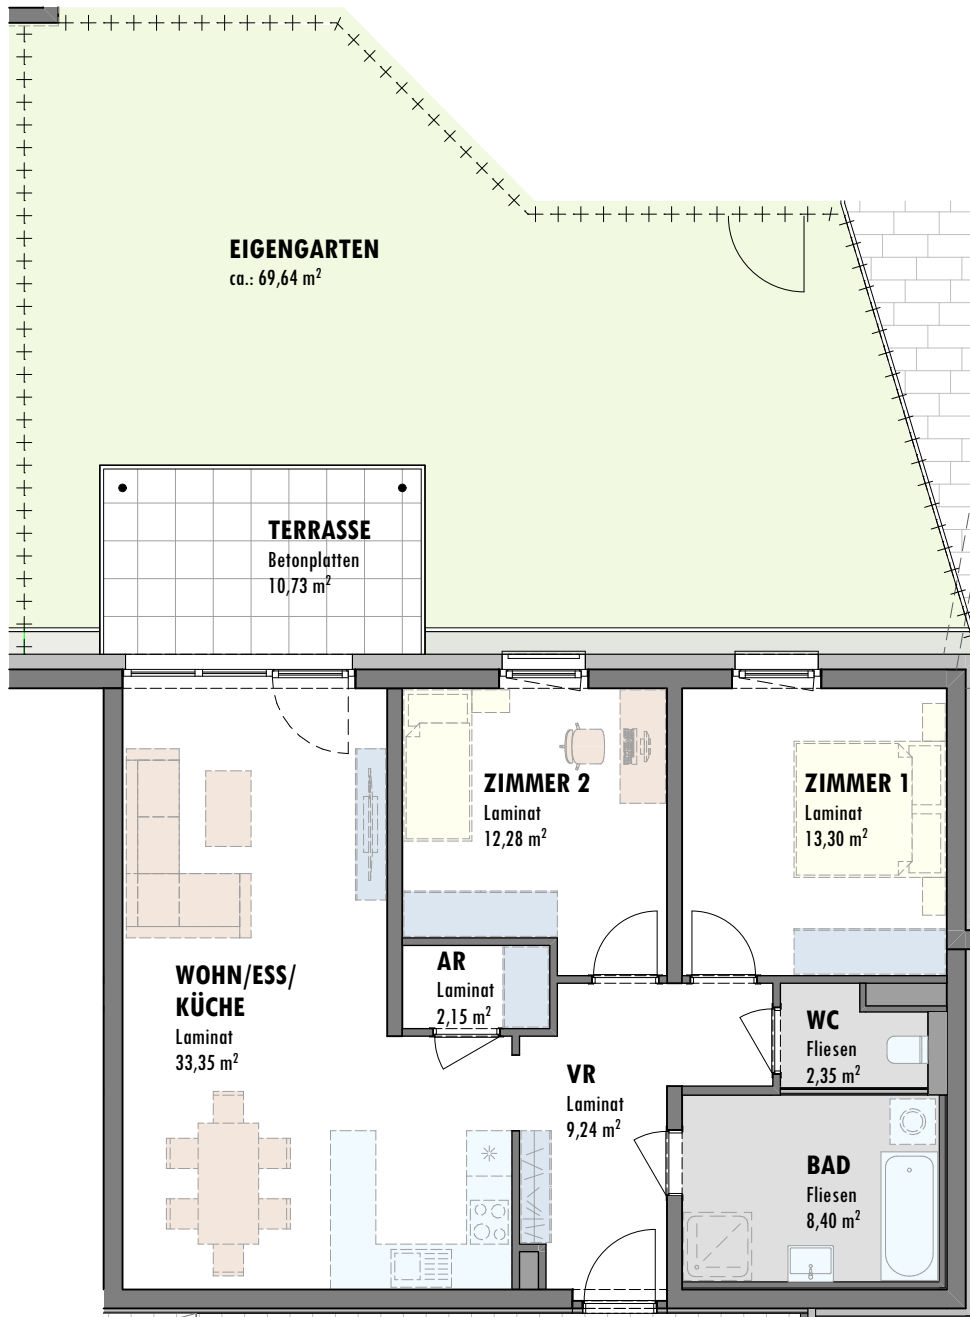 EIGENGARTEN
ca.: 69,64 m²
TERRASSE
Betonplatten
10,73 m²
ZIMMER 2
Laminat
12,28 m²
ZIMMER 1
Laminat
13,30 m²
WOHN/ESS/
KÜCHE
Laminat
33,35 m²
AR
Laminat
2,15 m²
WC
Fliesen
2,35 m²
VR
Laminat
9,24 m²
BAD
Fliesen
8,40 m²